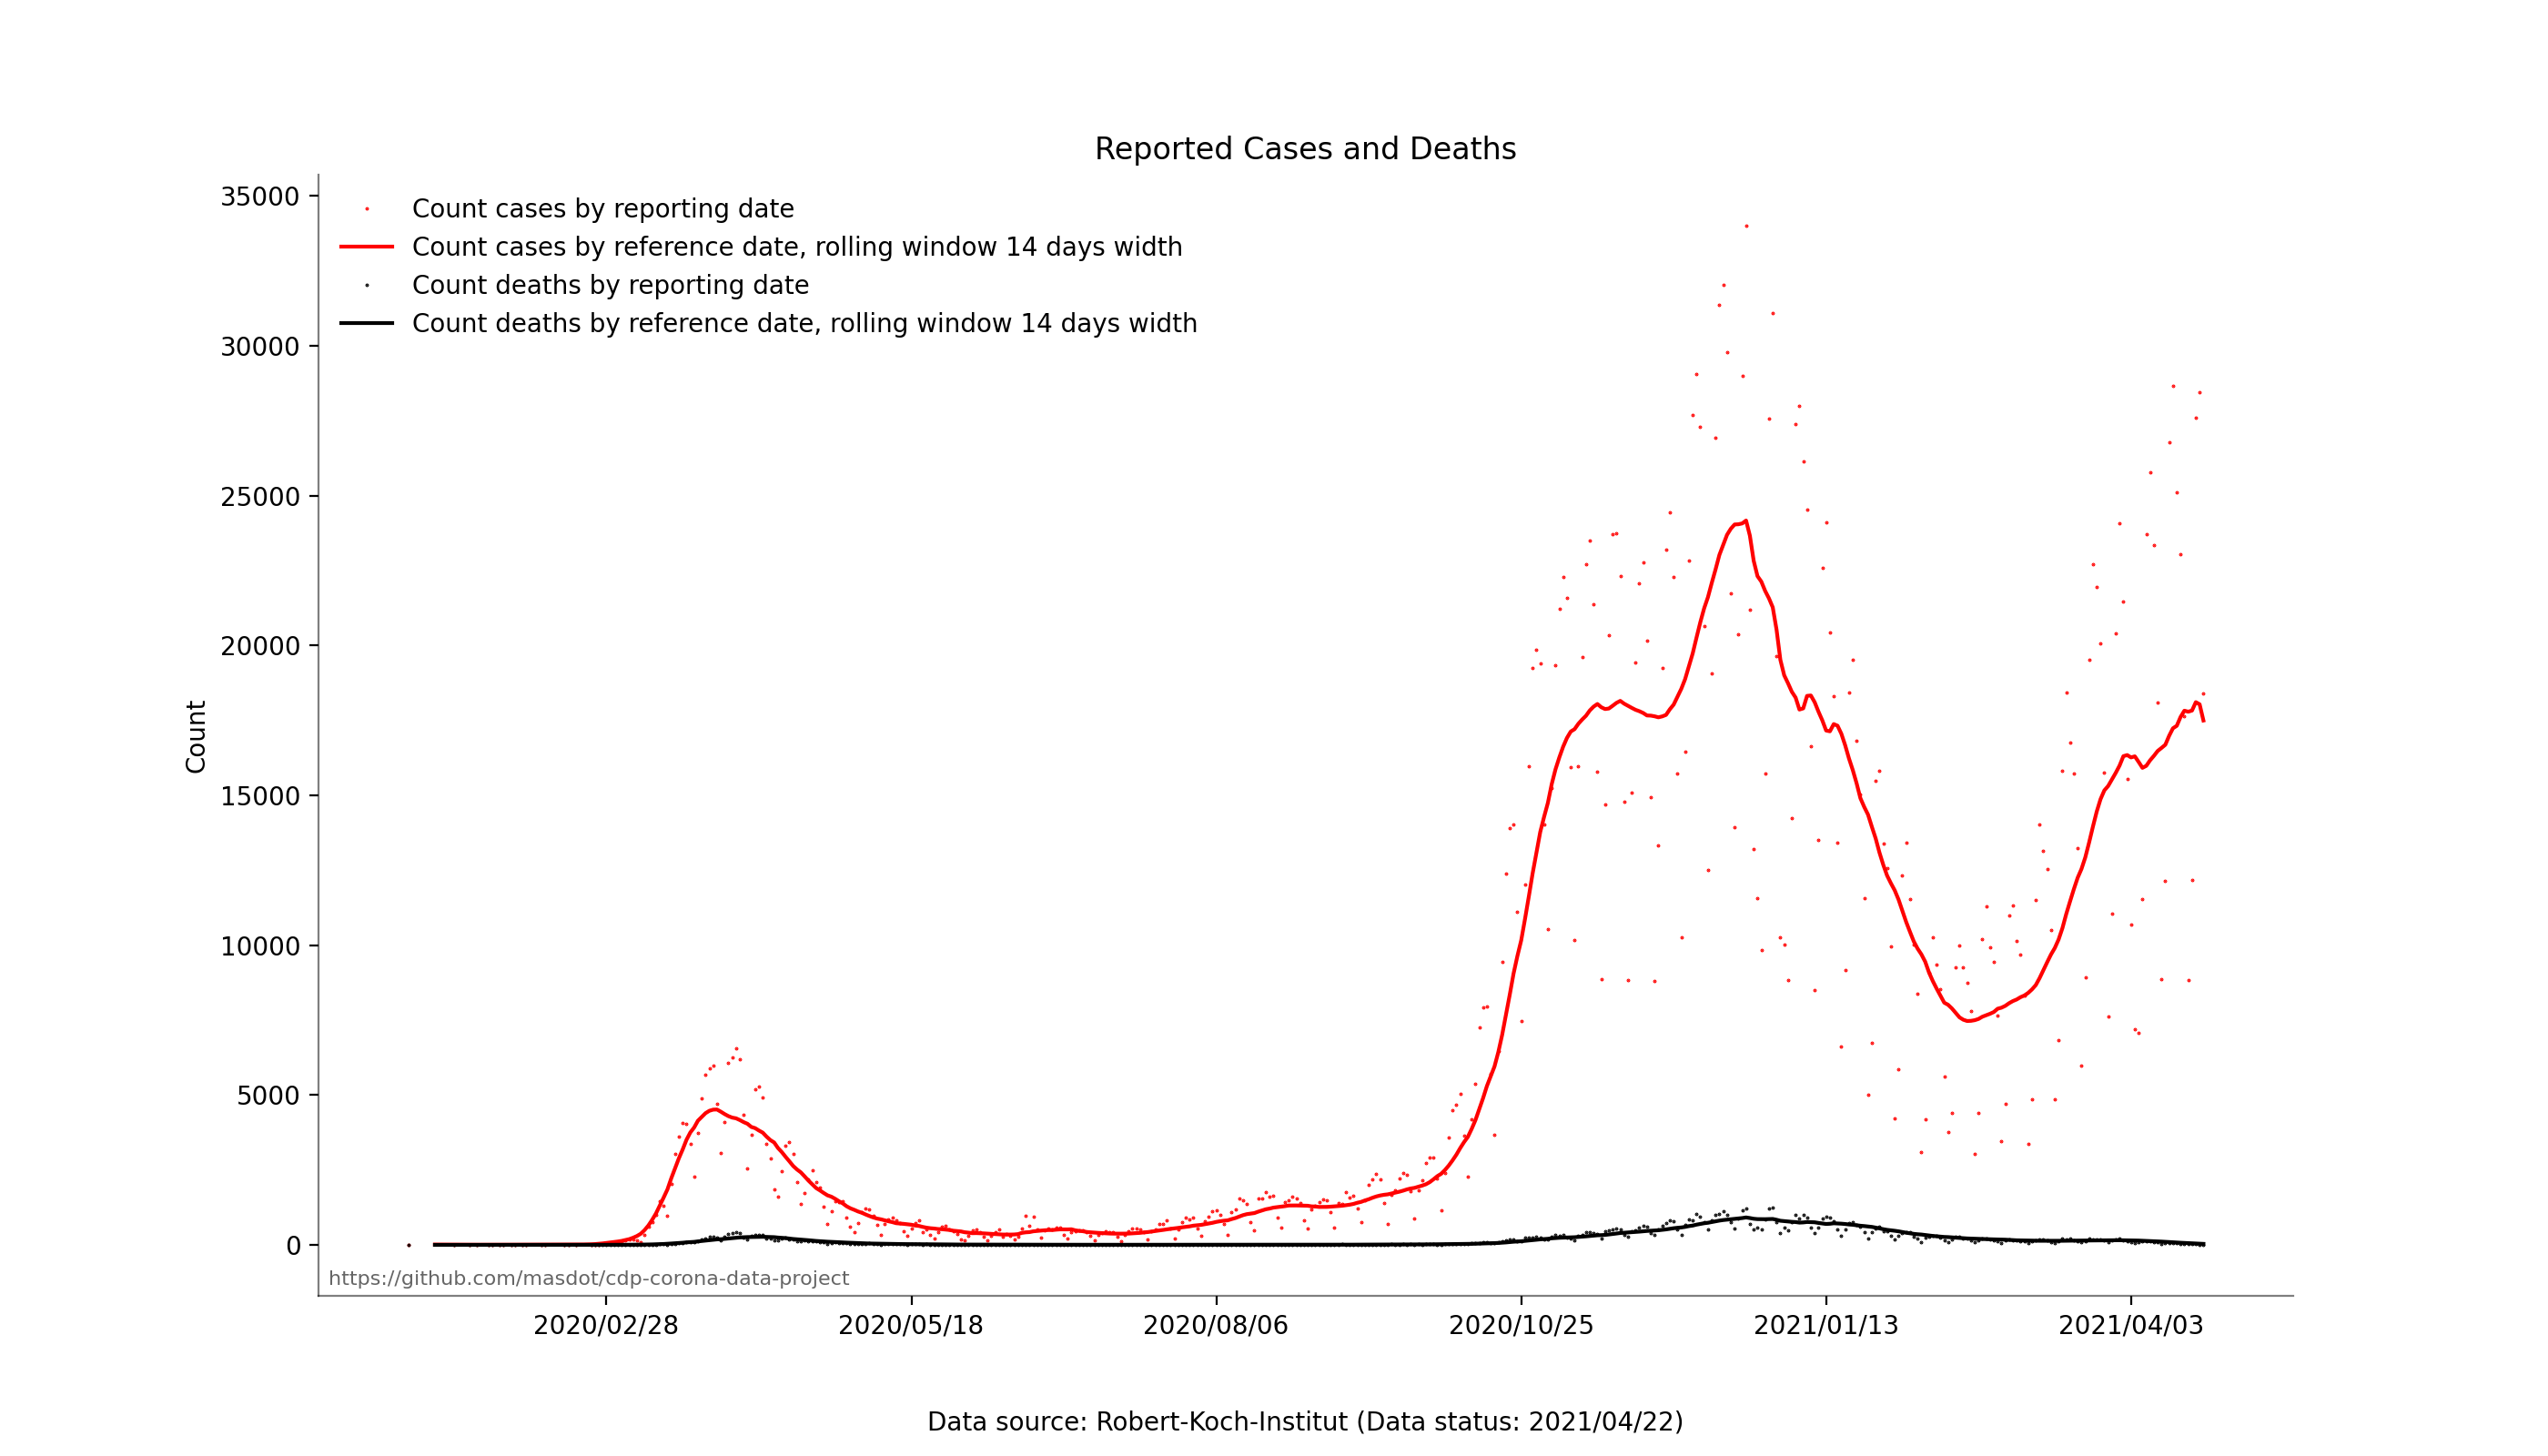 Reported Cases and Deaths
35000
30000
25000
20000
15000
10000
5000
0
Count
Count cases by reporting date
Count cases by reference date, rolling window 14 days width
Count deaths by reporting date
Count deaths by reference date, rolling window 14 days width
https://github.com/masdot/cdp-corona-data-project
2020/02/28 2020/05/18 2020/08/06 2020/10/25 2021/01/13 2021/04/03
Data source: Robert-Koch-Institut (Data status: 2021/04/22)